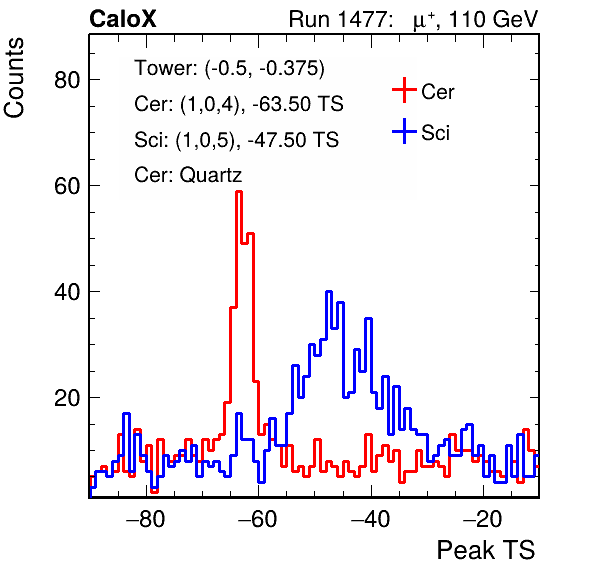 CaloX Run 1477: μ⁺, 110 GeV
Counts
Tower: (-0.5, -0.375)
Cer: (1,0,4), -63.50 TS
Sci: (1,0,5), -47.50 TS
Cer: Quartz
Cer
Sci
80
60
40
20
−80 −60 −40 −20
Peak TS